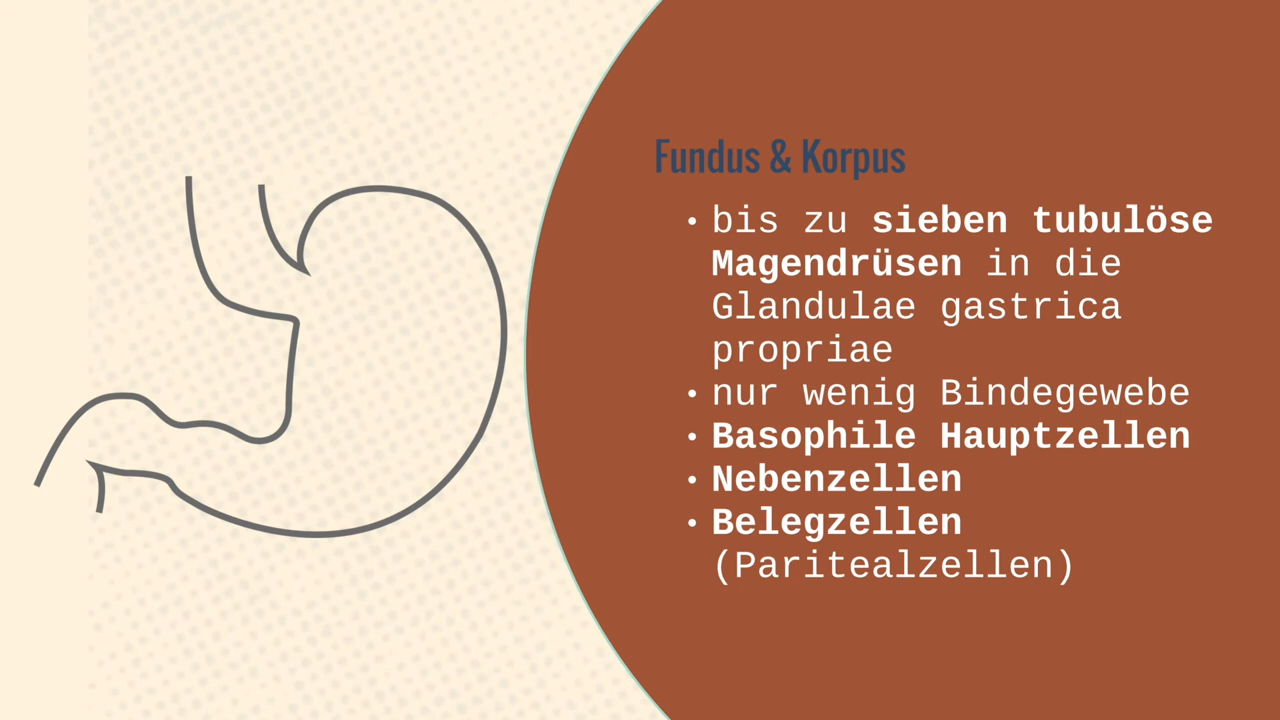 Fundus & Korpus
• bis zu sieben tubulöse
Magendrüsen in die
Glandulae gastrica
propriae
• nur wenig Bindegewebe
• Basophile Hauptzellen
• Nebenzellen
• Belegzellen
(Paritealzellen)